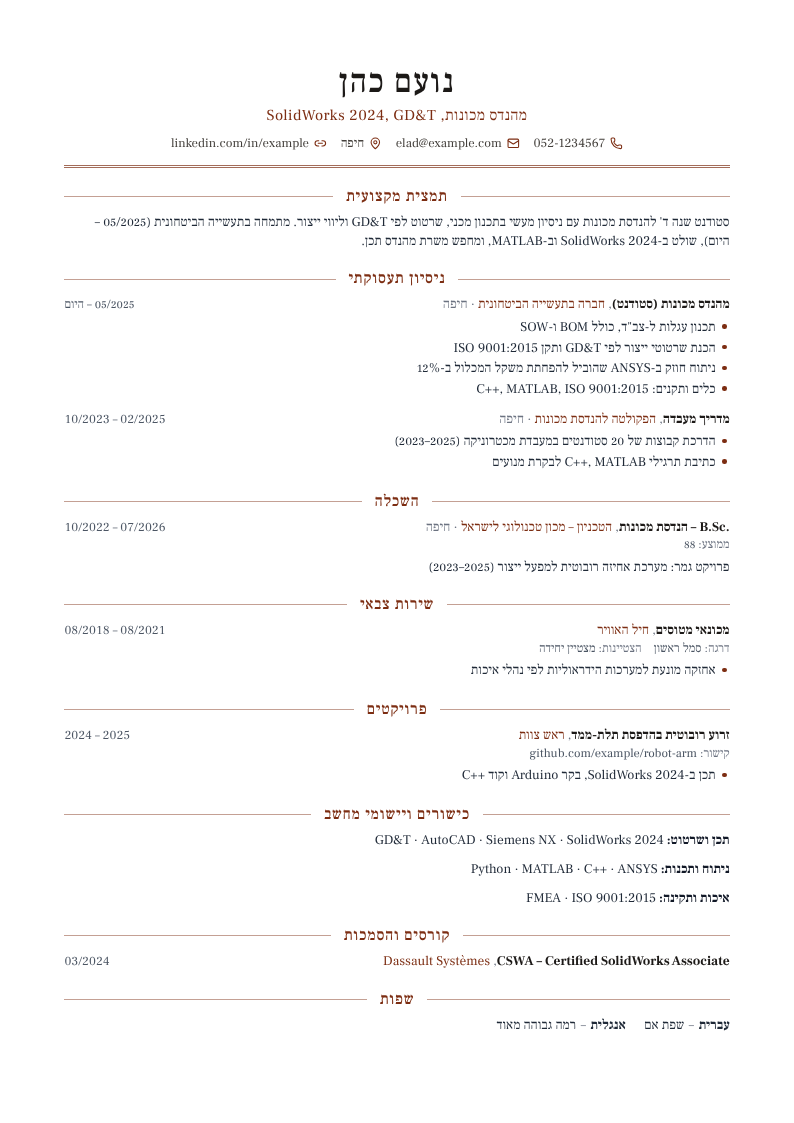 נועם כהן
מהנדס מכונות, SolidWorks 2024, GD&T
052-1234567 elad@example.com חיפה linkedin.com/in/example
תמצית מקצועית
סטודנט שנה ד' להנדסת מכונות עם ניסיון מעשי בתכנון מכני, שרטוט לפי GD&T וליווי ייצור. מתמחה בתעשייה הביטחונית (05/2025 –
היום), שולט ב-SolidWorks 2024 וב-MATLAB, ומחפש משרת מהנדס תכן.
ניסיון תעסוקתי
מהנדס מכונות (סטודנט), חברה בתעשייה הביטחונית · חיפה 05/2025 – היום
• תכנון עגלות ל-צב"ד, כולל BOM ו-SOW
• הכנת שרטוטי ייצור לפי GD&T ותקן ISO 9001:2015
• ניתוח חוזק ב-ANSYS שהוביל להפחתת משקל המכלול ב-12%
• כלים ותקנים: C++, MATLAB, ISO 9001:2015
מדריך מעבדה, הפקולטה להנדסת מכונות · חיפה 10/2023 – 02/2025
• הדרכת קבוצות של 20 סטודנטים במעבדת מכטרוניקה (2023–2025)
• כתיבת תרגילי C++, MATLAB לבקרת מנועים
השכלה
B.Sc. – הנדסת מכונות, הטכניון – מכון טכנולוגי לישראל · חיפה 10/2022 – 07/2026
ממוצע: 88
פרויקט גמר: מערכת אחיזה רובוטית למפעל ייצור (2023–2025)
שירות צבאי
מכונאי מטוסים, חיל האוויר 08/2018 – 08/2021
דרגה: סמל ראשון הצטיינות: מצטיין יחידה
• אחזקה מונעת למערכות הידראוליות לפי נהלי איכות
פרויקטים
זרוע רובוטית בהדפסת תלת-ממד, ראש צוות 2024 – 2025
קישור: github.com/example/robot-arm
• תכן ב-SolidWorks 2024, בקר Arduino וקוד C++
כישורים ויישומי מחשב
תכן ושרטוט: GD&T · AutoCAD · Siemens NX · SolidWorks 2024
ניתוח ותכנות: Python · MATLAB · C++ · ANSYS
איכות ותקינה: FMEA · ISO 9001:2015
קורסים והסמכות
CSWA – Certified SolidWorks Associate, Dassault Systèmes 03/2024
שפות
עברית – שפת אם אנגלית – רמה גבוהה מאוד